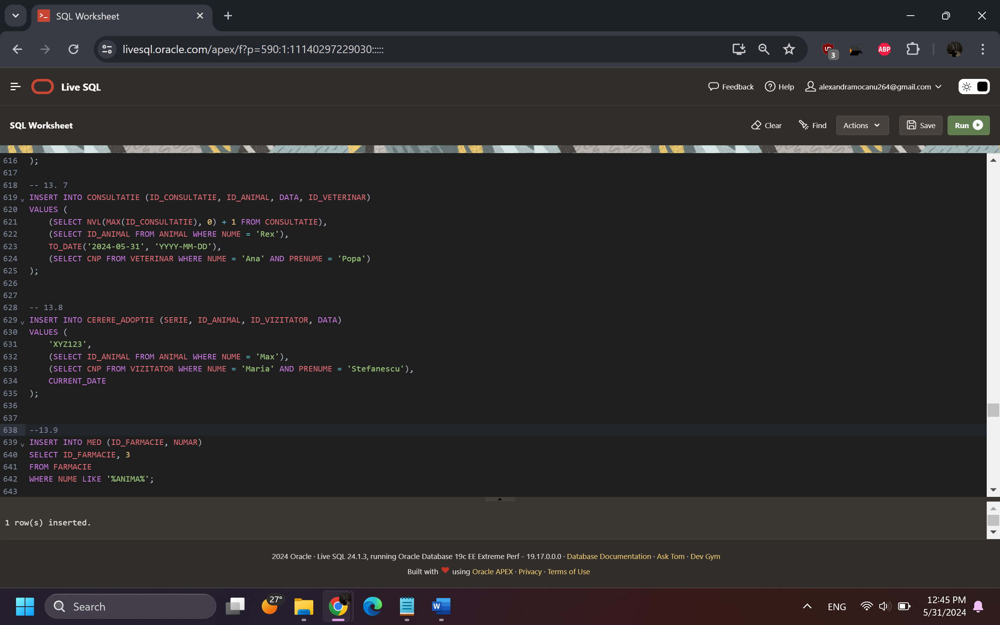 SQL Worksheet
livesql.oracle.com/apex/f?p=590:1:11140297229030:::::
3
ABP
Live SQL
Feedback
Help
alexandramocanu264@gmail.com
SQL Worksheet
Clear
Find
Actions
Save
Run
616 );
617
618 -- 13. 7
619 INSERT INTO CONSULTATIE (ID_CONSULTATIE, ID_ANIMAL, DATA, ID_VETERINAR)
620 VALUES (
621 (SELECT NVL(MAX(ID_CONSULTATIE), 0) + 1 FROM CONSULTATIE),
622 (SELECT ID_ANIMAL FROM ANIMAL WHERE NUME = 'Rex'),
623 TO_DATE('2024-05-31', 'YYYY-MM-DD'),
624 (SELECT CNP FROM VETERINAR WHERE NUME = 'Ana' AND PRENUME = 'Popa')
625 );
626
627
628 -- 13.8
629 INSERT INTO CERERE_ADOPTIE (SERIE, ID_ANIMAL, ID_VIZITATOR, DATA)
630 VALUES (
631 'XYZ123',
632 (SELECT ID_ANIMAL FROM ANIMAL WHERE NUME = 'Max'),
633 (SELECT CNP FROM VIZITATOR WHERE NUME = 'Maria' AND PRENUME = 'Stefanescu'),
634 CURRENT_DATE
635 );
636
637
638 --13.9
639 INSERT INTO MED (ID_FARMACIE, NUMAR)
640 SELECT ID_FARMACIE, 3
641 FROM FARMACIE
642 WHERE NUME LIKE '%ANIMA%';
643
1 row(s) inserted.
2024 Oracle · Live SQL 24.1.3, running Oracle Database 19c EE Extreme Perf - 19.17.0.0.0 · Database Documentation · Ask Tom · Dev Gym
Built with ❤ using Oracle APEX · Privacy · Terms of Use
Search
27°
W
ENG
12:45 PM
5/31/2024